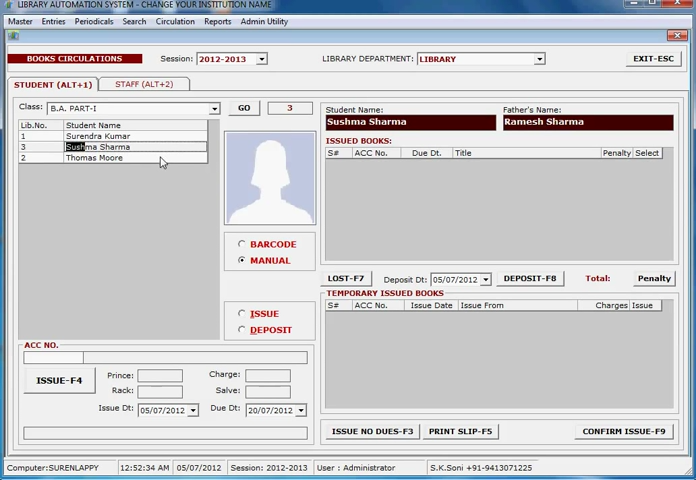 LIBRARY AUTOMATION SYSTEM - CHANGE YOUR INSTITUTION NAME
Master Entries Periodicals Search Circulation Reports Admin Utility
BOOKS CIRCULATIONS Session: 2012-2013 LIBRARY DEPARTMENT: LIBRARY EXIT-ESC
STUDENT (ALT+1) STAFF (ALT+2)
Class: B.A. PART-I GO 3
Lib.No. Student Name
1 Surendra Kumar
3 Sushma Sharma
2 Thomas Moore
BARCODE
MANUAL
ISSUE
DEPOSIT
Student Name: Father's Name:
Sushma Sharma Ramesh Sharma
ISSUED BOOKS:
S# ACC No. Due Dt. Title Penalty Select
LOST-F7 Deposit Dt: 05/07/2012 DEPOSIT-F8 Total: Penalty
TEMPORARY ISSUED BOOKS
S# ACC No. Issue Date Issue From Charges Issue
ACC NO.
ISSUE-F4
Prince: Charge:
Rack: Salve:
Issue Dt: 05/07/2012 Due Dt: 20/07/2012
ISSUE NO DUES-F3 PRINT SLIP-F5 CONFIRM ISSUE-F9
Computer:SURENLAPPY 12:52:34 AM 05/07/2012 Session: 2012-2013 User : Administrator S.K.Soni +91-9413071225